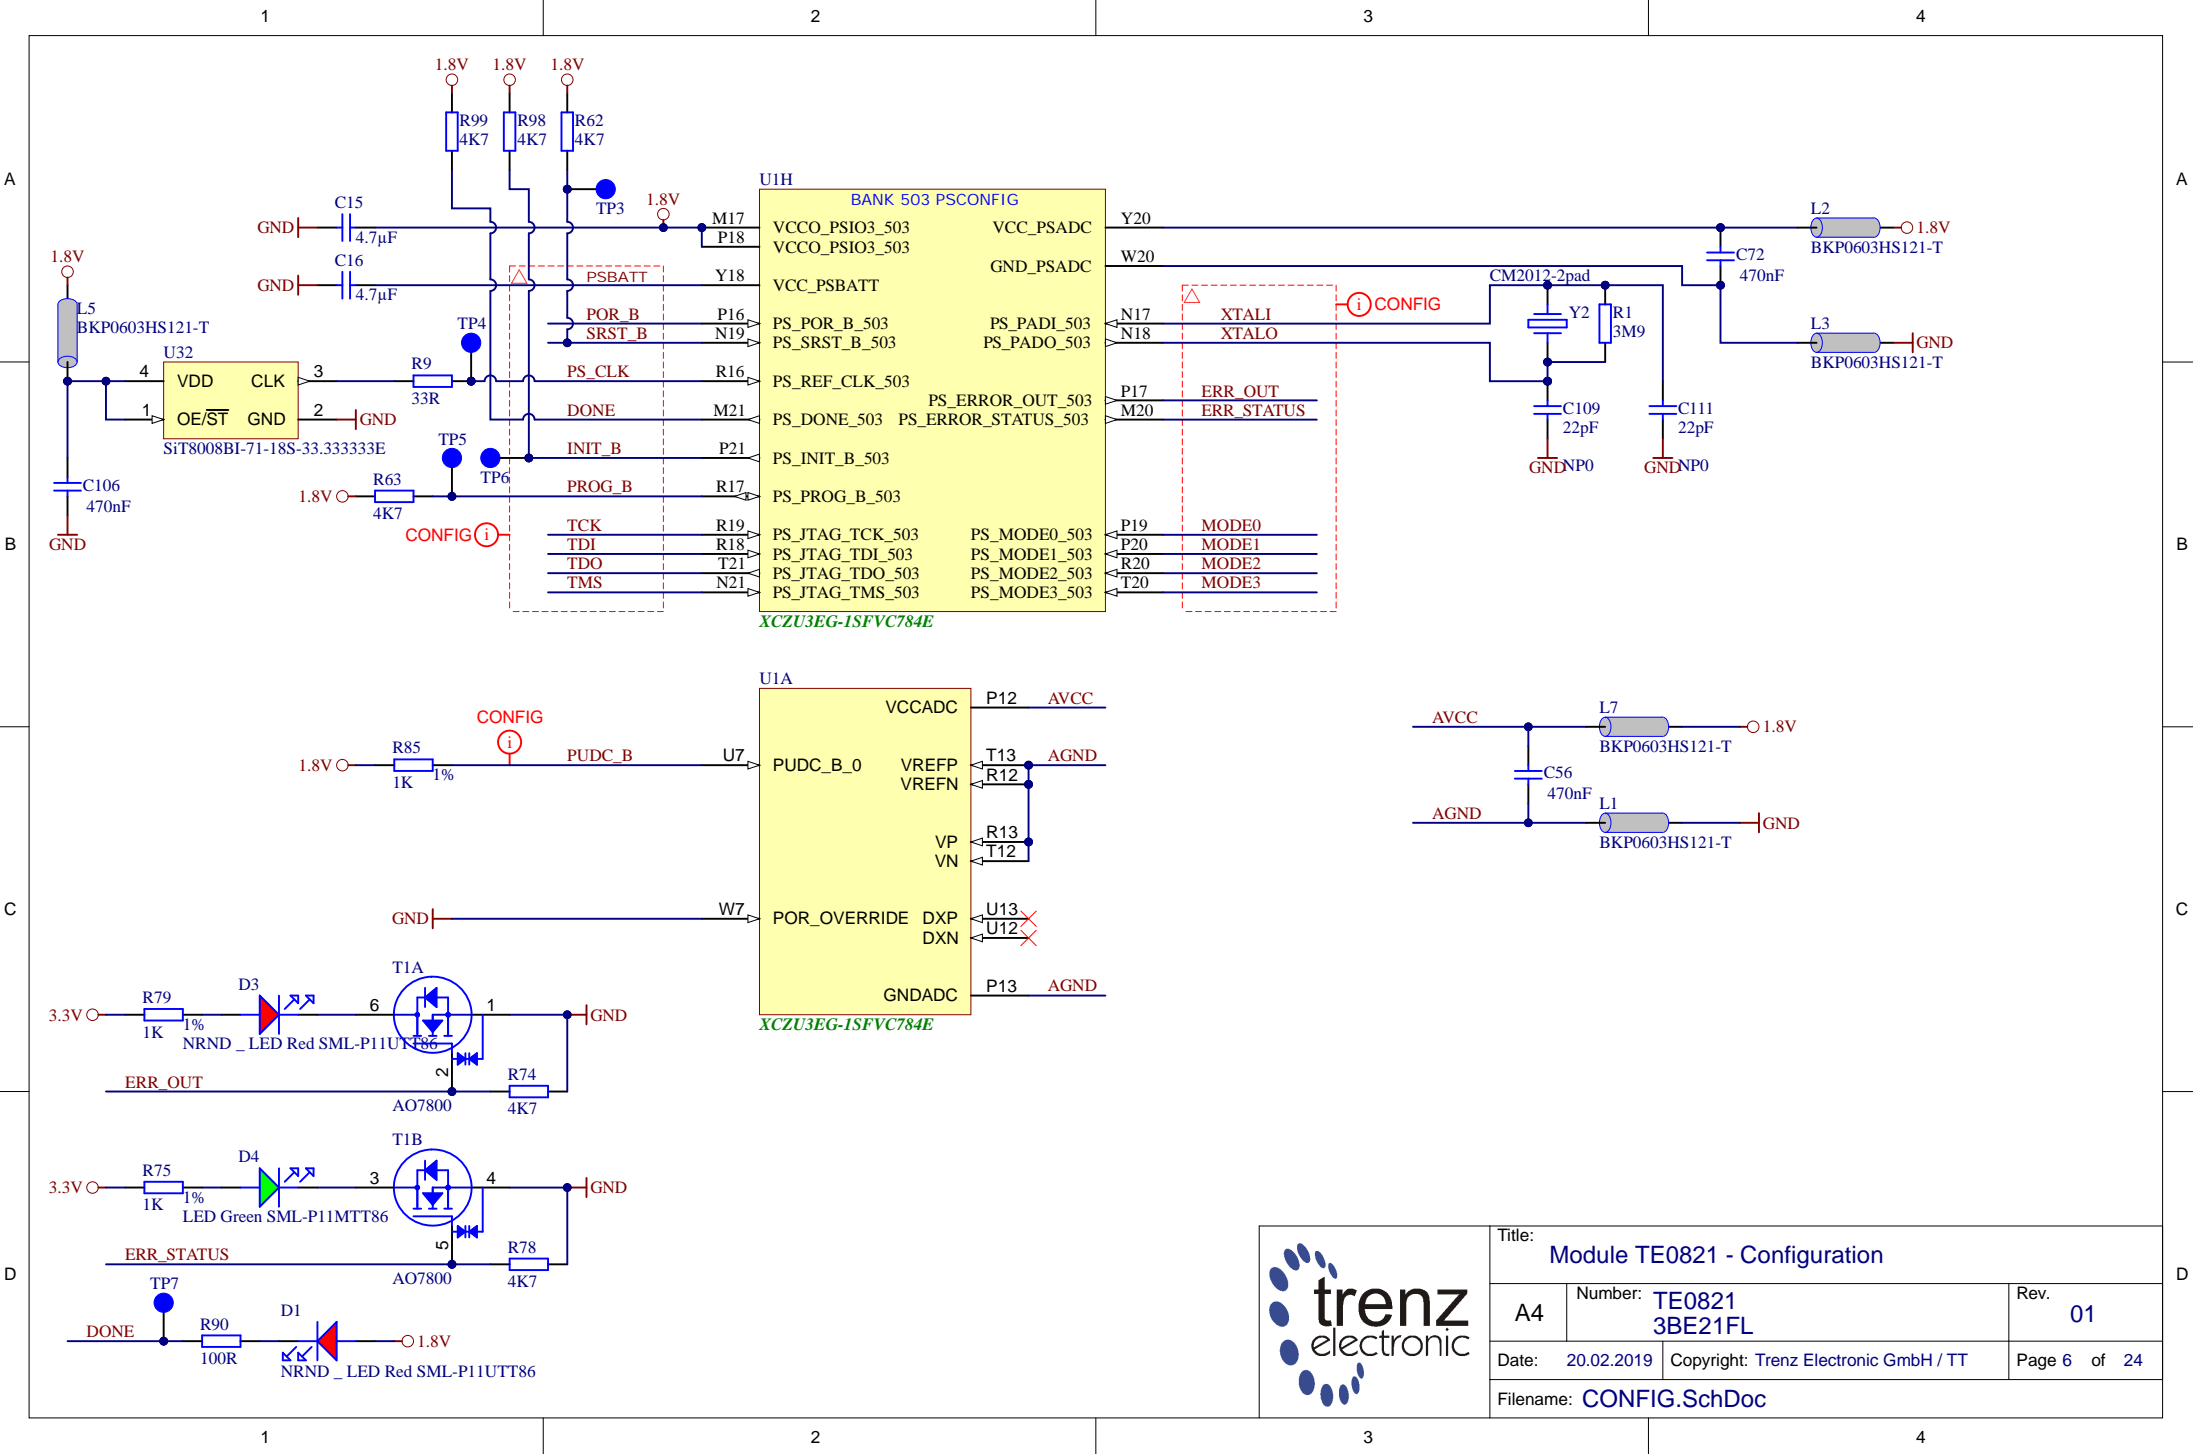 1 2 3 4
A A
B B
C C
D D
1.8V 1.8V 1.8V
R99 4K7
R98 4K7
R62 4K7
TP3
1.8V
C15
GND
4.7µF
C16
GND
4.7µF
1.8V
L5
BKP0603HS121-T
U32
4 VDD CLK 3
1 OE/ST GND 2
GND
SiT8008BI-71-18S-33.333333E
C106
470nF
GND
TP4
R9
33R
TP5
TP6
1.8V
R63
4K7
CONFIG
PSBATT
POR_B
SRST_B
PS_CLK
DONE
INIT_B
PROG_B
TCK
TDI
TDO
TMS
U1H
BANK 503 PSCONFIG
M17 VCCO_PSIO3_503
P18 VCCO_PSIO3_503
Y18 VCC_PSBATT
P16 PS_POR_B_503
N19 PS_SRST_B_503
R16 PS_REF_CLK_503
M21 PS_DONE_503
P21 PS_INIT_B_503
R17 PS_PROG_B_503
R19 PS_JTAG_TCK_503
R18 PS_JTAG_TDI_503
T21 PS_JTAG_TDO_503
N21 PS_JTAG_TMS_503
VCC_PSADC Y20
GND_PSADC W20
PS_PADI_503 N17 XTALI
PS_PADO_503 N18 XTALO
PS_ERROR_OUT_503 P17 ERR_OUT
PS_ERROR_STATUS_503 M20 ERR_STATUS
PS_MODE0_503 P19 MODE0
PS_MODE1_503 P20 MODE1
PS_MODE2_503 R20 MODE2
PS_MODE3_503 T20 MODE3
XCZU3EG-1SFVC784E
i CONFIG
CM2012-2pad
Y2
R1
3M9
C109
22pF
GND NP0
C111
22pF
GND NP0
L2
1.8V
BKP0603HS121-T
C72
470nF
L3
GND
BKP0603HS121-T
U1A
CONFIG
i
1.8V
R85
1K
1%
PUDC_B
U7 PUDC_B_0
VCCADC P12 AVCC
VREFP T13 AGND
VREFN R12
VP R13
VN T12
GND
W7 POR_OVERRIDE
DXP U13
DXN U12
GNDADC P13 AGND
XCZU3EG-1SFVC784E
AVCC
L7
1.8V
BKP0603HS121-T
C56
470nF
AGND
L1
GND
BKP0603HS121-T
T1A
3.3V
R79
1K
1%
D3
6 1
GND
NRND _ LED Red SML-P11UTT86
2
R74
4K7
ERR_OUT
AO7800
T1B
3.3V
R75
1K
1%
D4
3 4
GND
LED Green SML-P11MTT86
5
R78
4K7
ERR_STATUS
AO7800
TP7
DONE
R90
100R
D1
1.8V
NRND _ LED Red SML-P11UTT86
trenz
electronic
Title:
Module TE0821 - Configuration
A4
Number: TE0821
3BE21FL
Rev.
01
Date: 20.02.2019 Copyright: Trenz Electronic GmbH / TT Page 6 of 24
Filename: CONFIG.SchDoc
1 2 3 4